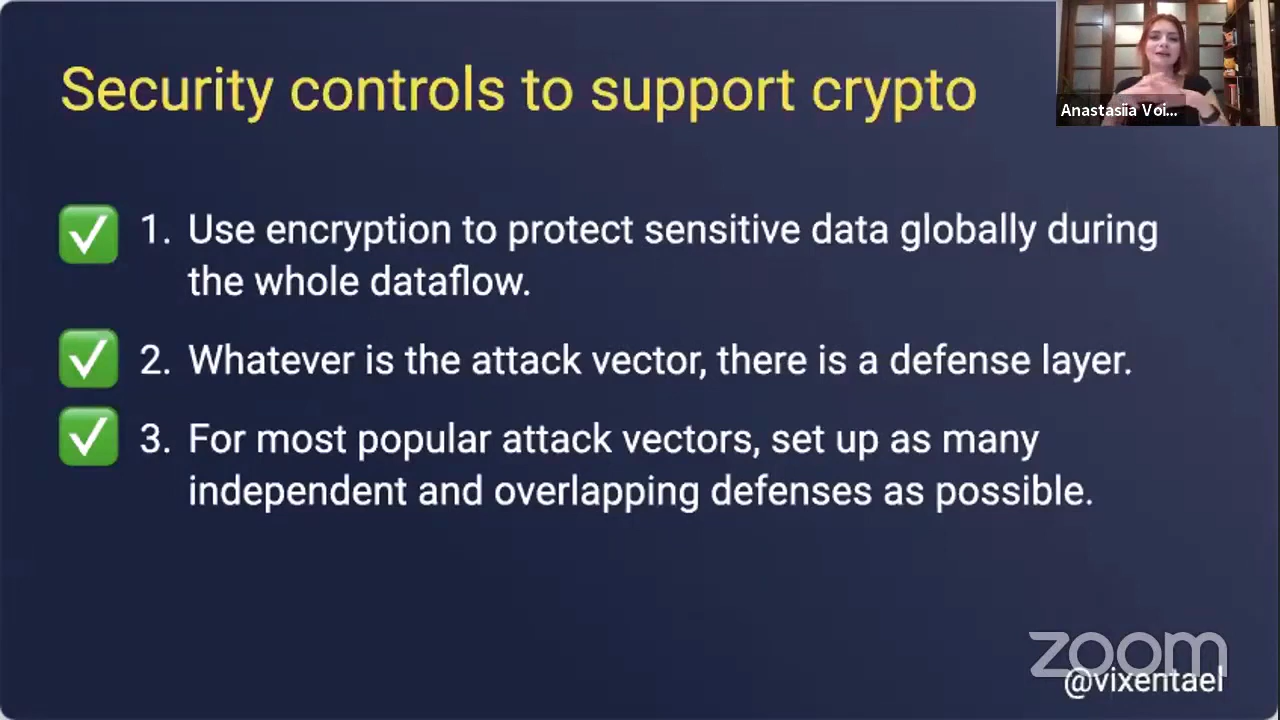 Security controls to support crypto
Anastasiia Voi...
1. Use encryption to protect sensitive data globally during
the whole dataflow.
2. Whatever is the attack vector, there is a defense layer.
3. For most popular attack vectors, set up as many
independent and overlapping defenses as possible.
zoom
@vixentael